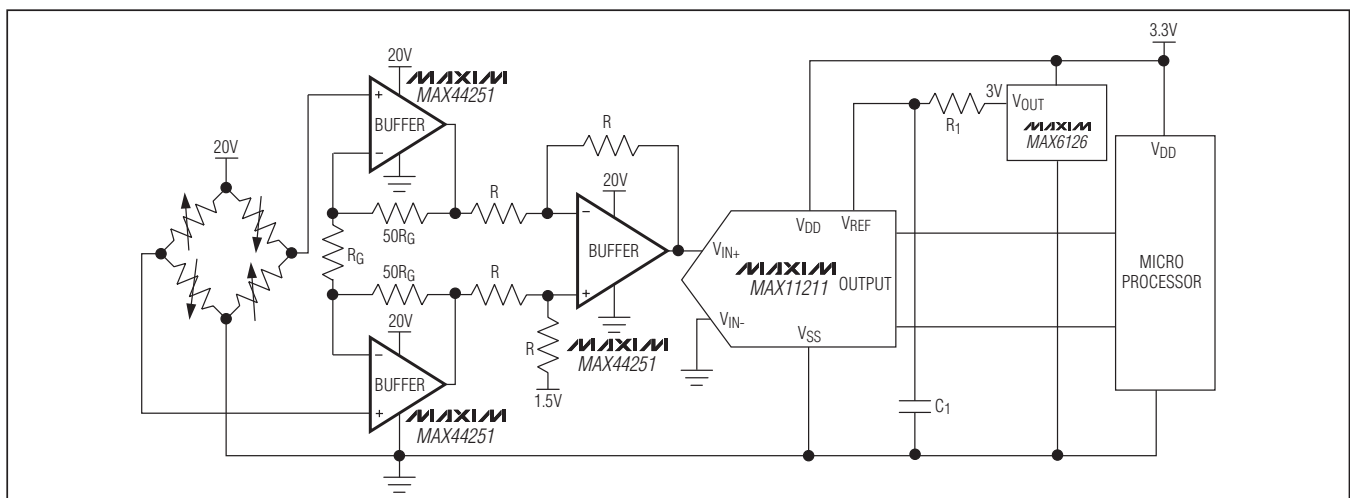 3.3V
20V
MAXIM
MAX44251
BUFFER
+
−
3V
VOUT
MAXIM
MAX6126
R1
VDD
R
20V
20V
50RG
R
−
BUFFER
+
VDD
VREF
RG
VIN+
MAXIM
MAX11211
OUTPUT
MICRO
PROCESSOR
50RG
R
20V
VIN-
VSS
−
BUFFER
+
R
MAXIM
MAX44251
1.5V
C1
MAXIM
MAX44251